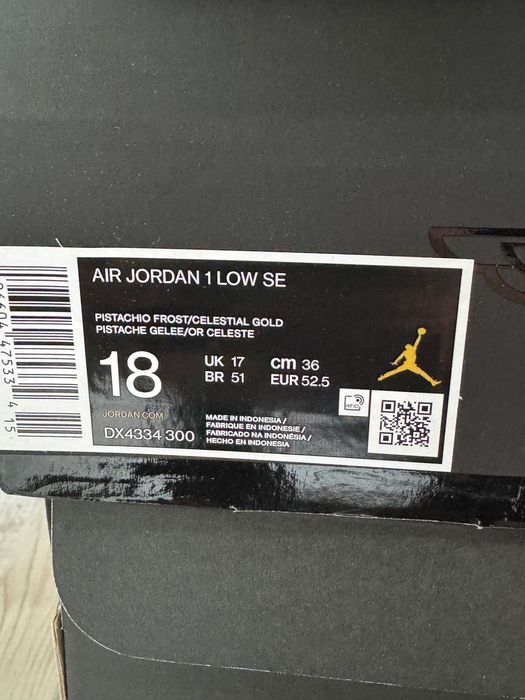 AIR JORDAN 1 LOW SE
PISTACHIO FROST/CELESTIAL GOLD
PISTACHE GELEE/OR CELESTE
18
UK 17 cm 36
BR 51 EUR 52.5
JORDAN.COM
DX4334 300
MADE IN INDONESIA /
FABRIQUE EN INDONESIE /
FABRICADO NA INDONÉSIA /
HECHO EN INDONESIA